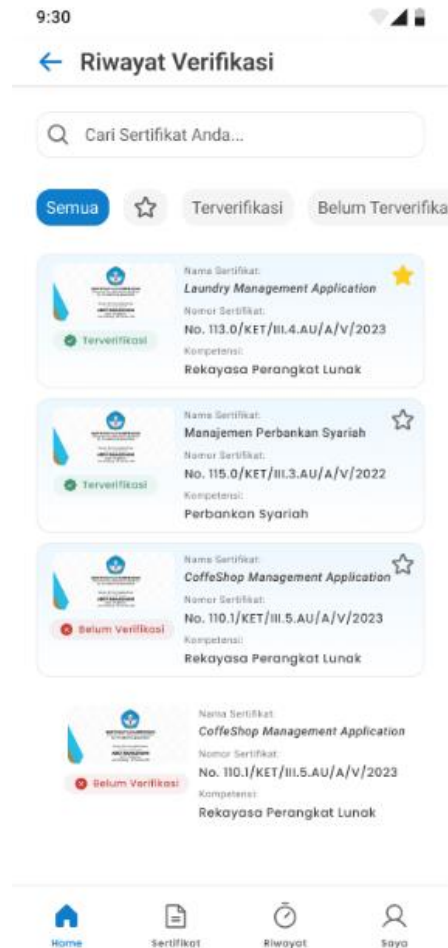 9:30
Riwayat Verifikasi
Cari Sertifikat Anda...
Semua
Terverifikasi
Belum Terverifika
Nama Sertifikat:
Laundry Management Application
Nomor Sertifikat:
No. 113.0/KET/III.4.AU/A/V/2023
Terverifikasi
Kompetensi:
Rekayasa Perangkat Lunak
Nama Sertifikat:
Manajemen Perbankan Syariah
Nomor Sertifikat:
No. 115.0/KET/III.3.AU/A/V/2022
Terverifikasi
Kompetensi:
Perbankan Syariah
Nama Sertifikat:
CoffeShop Management Application
Nomor Sertifikat:
No. 110.1/KET/III.5.AU/A/V/2023
Belum Verifikasi
Kompetensi:
Rekayasa Perangkat Lunak
Nama Sertifikat:
CoffeShop Management Application
Nomor Sertifikat:
No. 110.1/KET/III.5.AU/A/V/2023
Belum Verifikasi
Kompetensi:
Rekayasa Perangkat Lunak
Home
Sertifikat
Riwayat
Saya